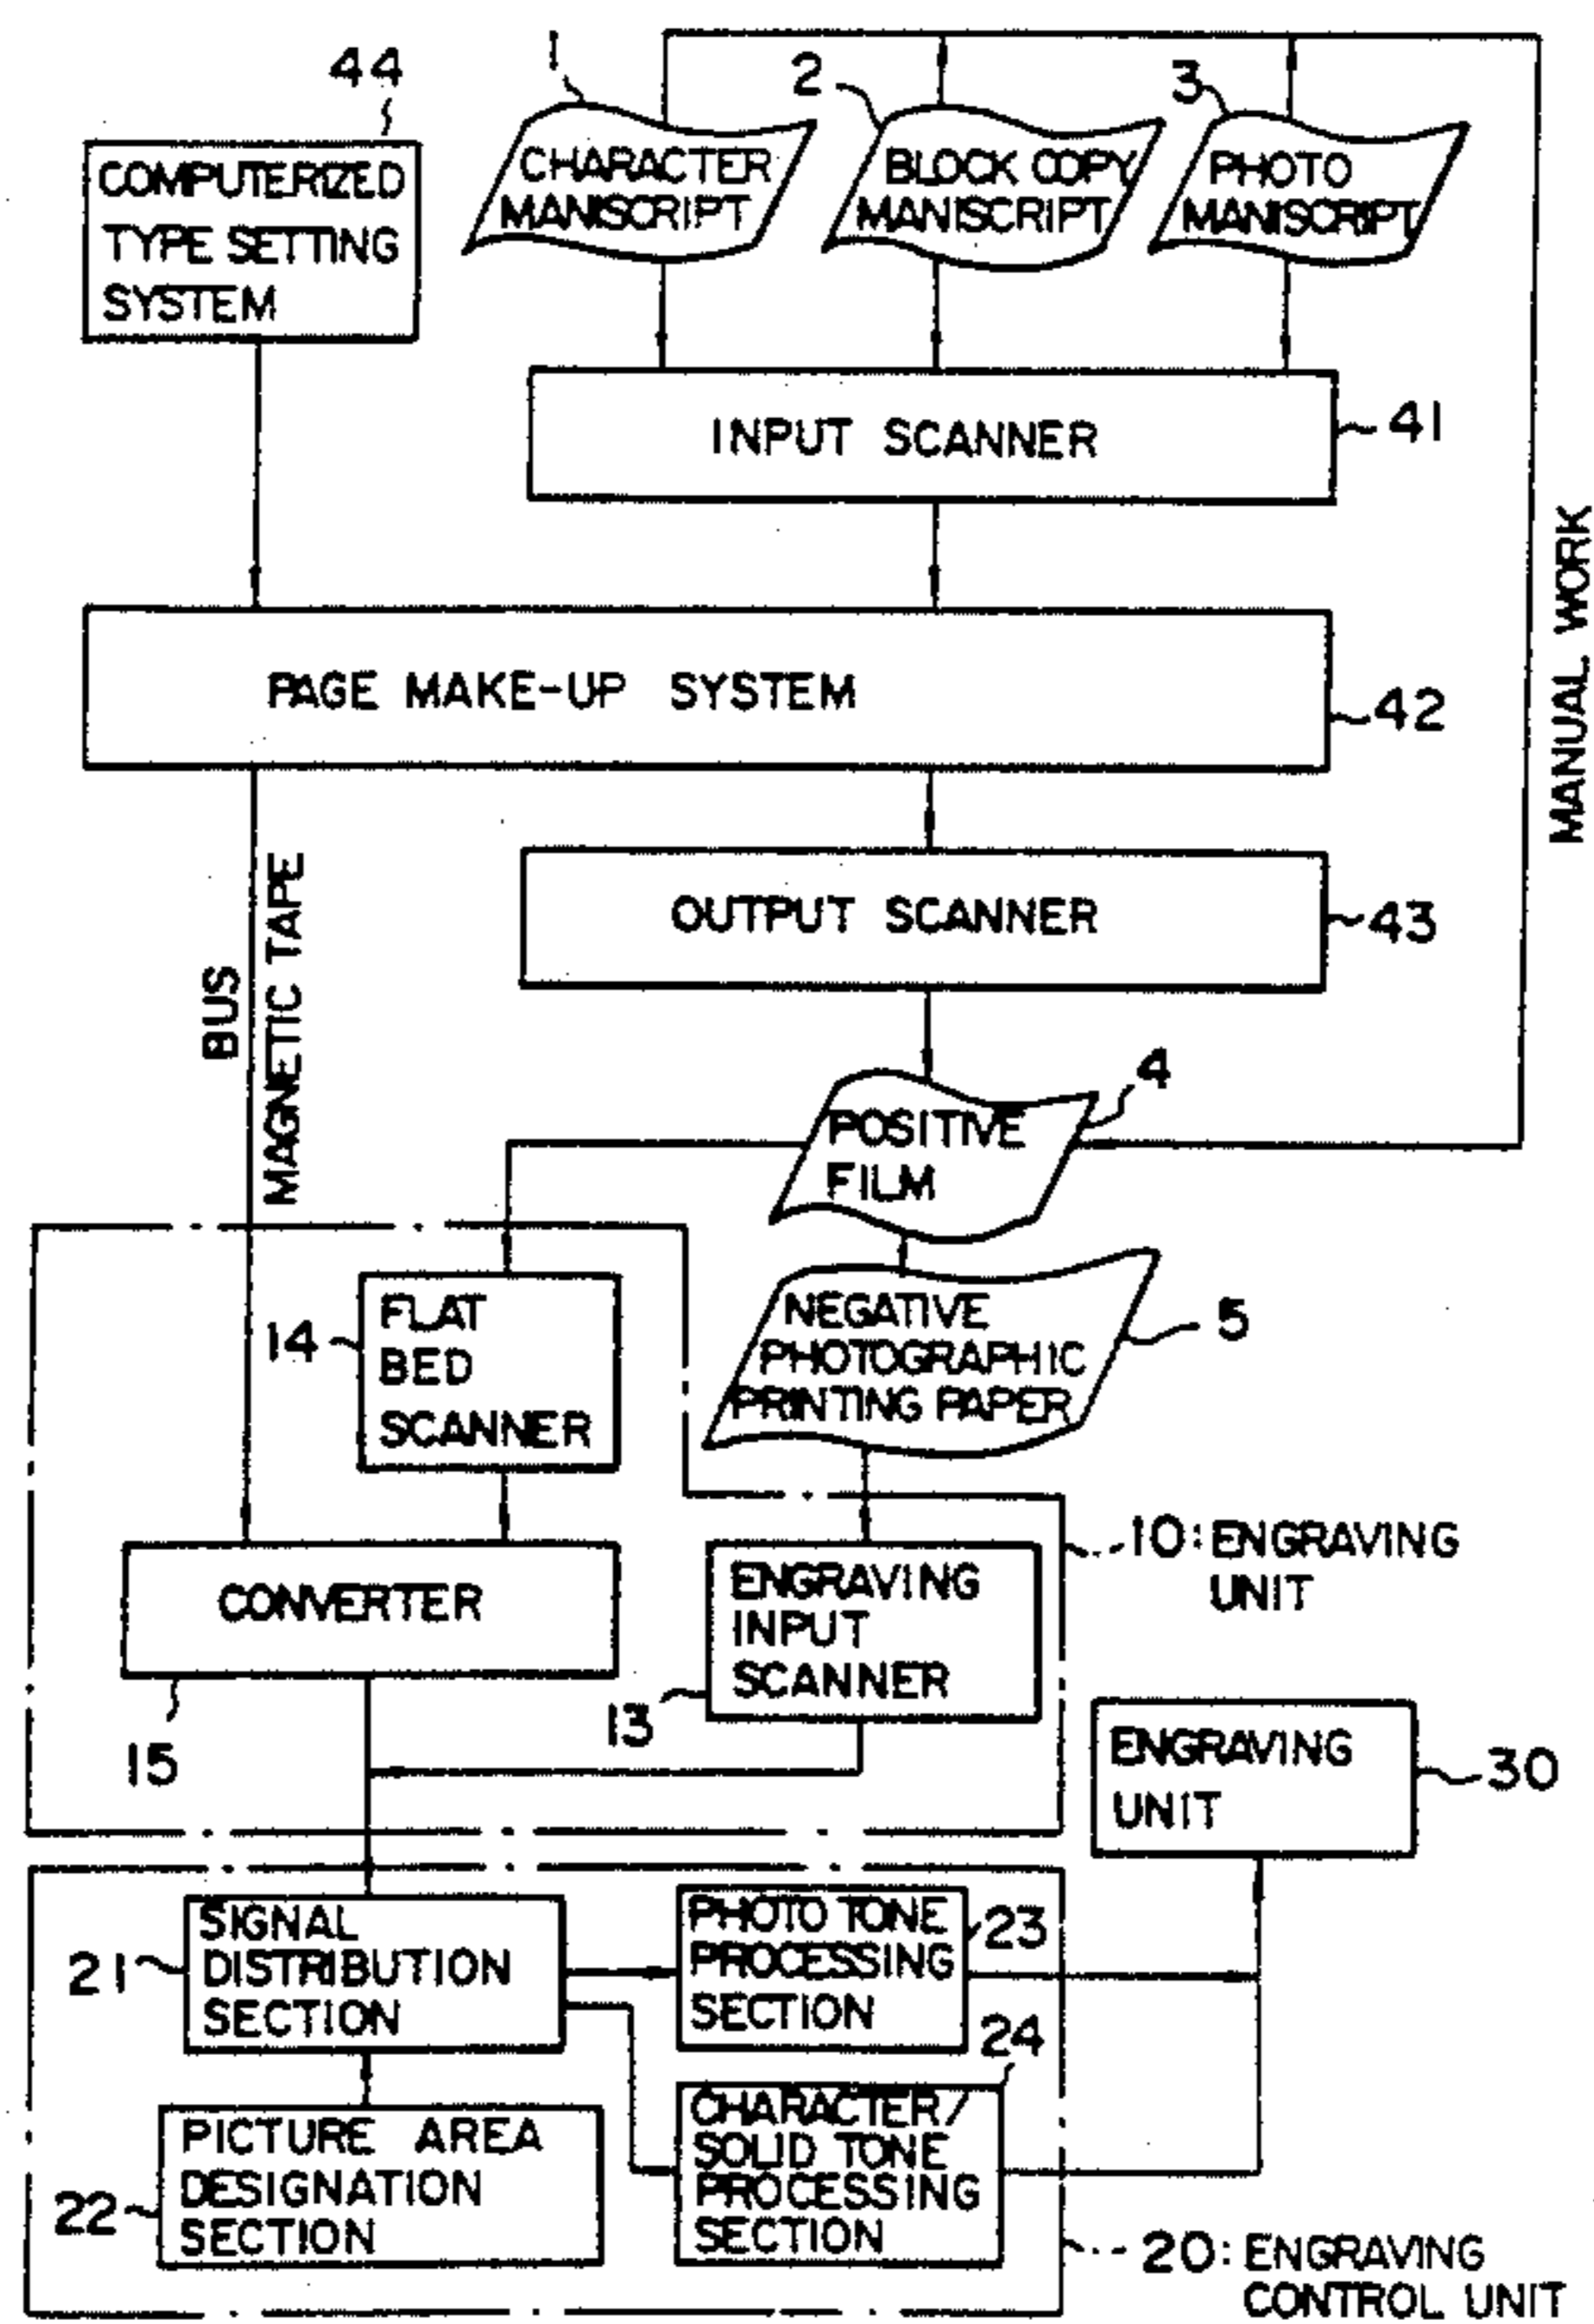 44
COMPUTERIZED
TYPE SETTING
SYSTEM
1
CHARACTER
MANISCRIPT
2
BLOCK COPY
MANISCRIPT
3
PHOTO
MANISCRIPT
INPUT SCANNER
41
MANUAL WORK
PAGE MAKE-UP SYSTEM
42
OUTPUT SCANNER
43
BUS
MAGNETIC TAPE
POSITIVE
FILM
4
14
FLAT
BED
SCANNER
NEGATIVE
PHOTOGRAPHIC
PRINTING PAPER
5
CONVERTER
15
ENGRAVING
INPUT
SCANNER
13
10: ENGRAVING
UNIT
ENGRAVING
UNIT
30
21
SIGNAL
DISTRIBUTION
SECTION
PHOTO TONE
PROCESSING
SECTION
23
22
PICTURE AREA
DESIGNATION
SECTION
24
CHARACTER/
SOLID TONE
PROCESSING
SECTION
20: ENGRAVING
CONTROL UNIT